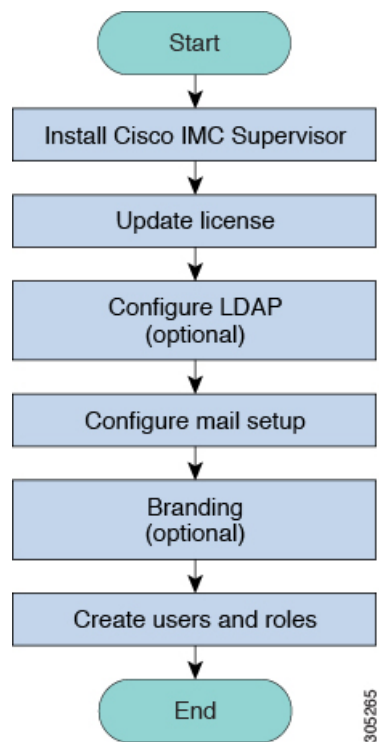 Start
Install Cisco IMC Supervisor
Update license
Configure LDAP
(optional)
Configure mail setup
Branding
(optional)
Create users and roles
End
305265